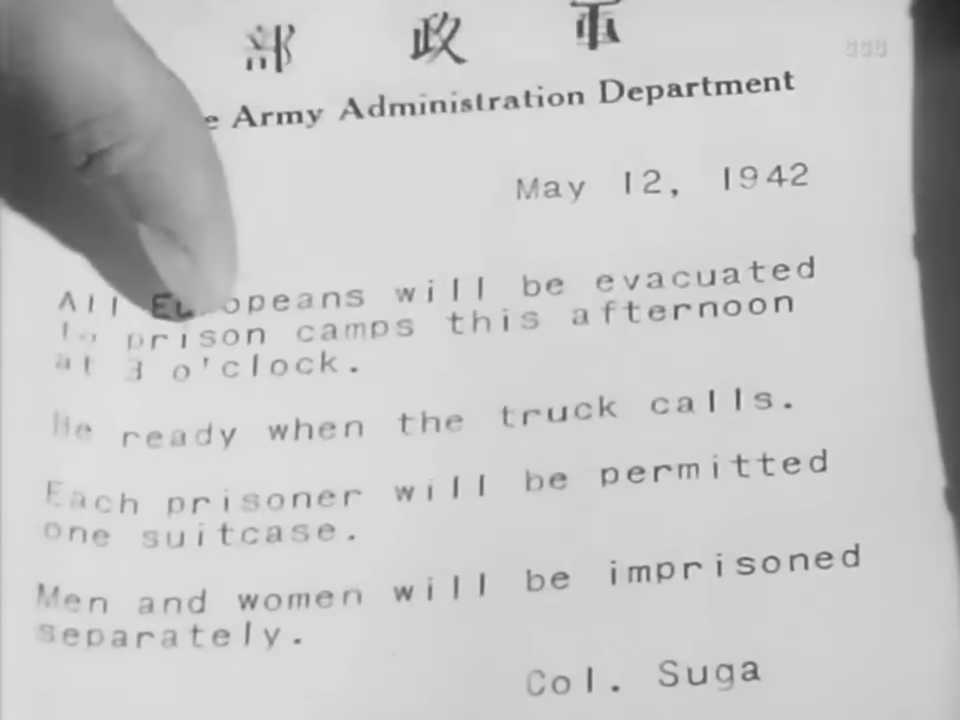 部 政 軍
e Army Administration Department
May 12, 1942
All Europeans will be evacuated
to prison camps this afternoon
at 3 o'clock.
Be ready when the truck calls.
Each prisoner will be permitted
one suitcase.
Men and women will be imprisoned
separately.
Col. Suga